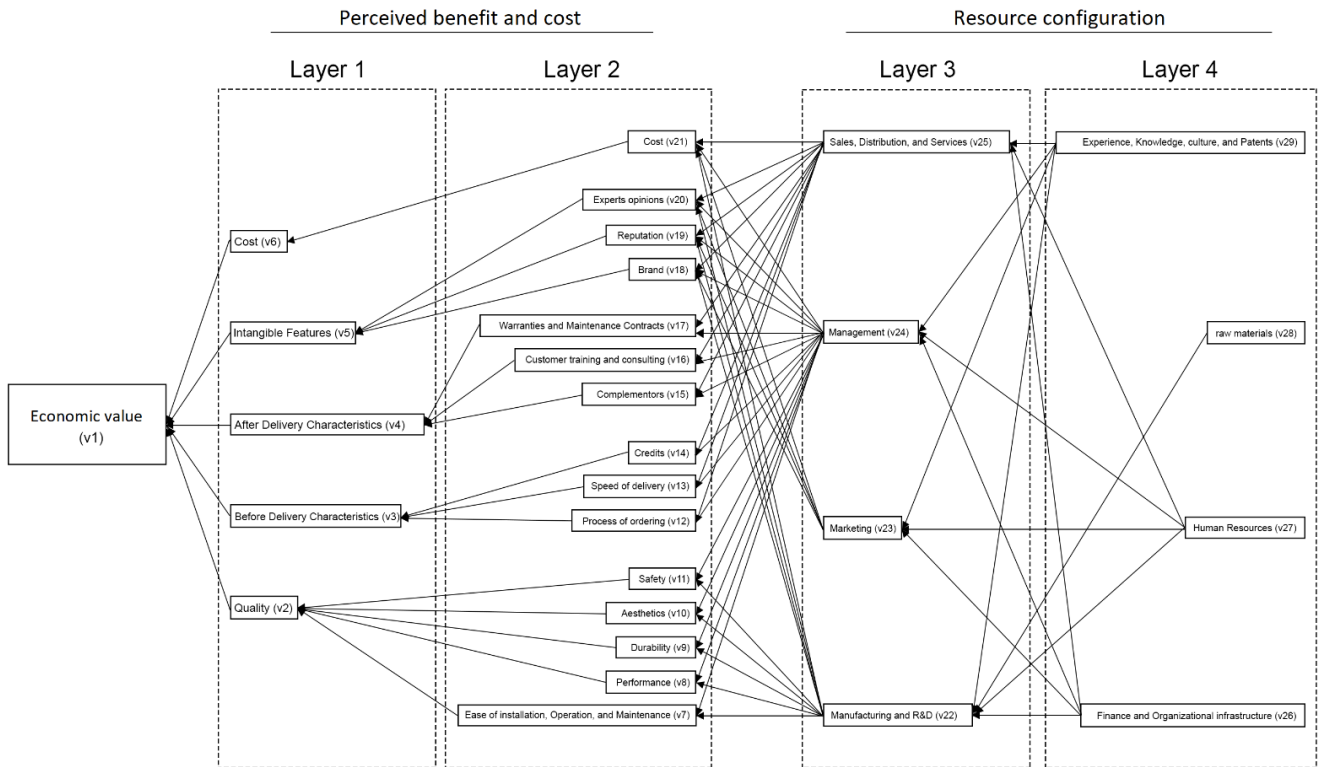 Perceived benefit and cost
Resource configuration
Layer 1
Layer 2
Layer 3
Layer 4
Economic value
(v1)
Cost (v6)
Intangible Features (v5)
After Delivery Characteristics (v4)
Before Delivery Characteristics (v3)
Quality (v2)
Cost (v21)
Experts opinions (v20)
Reputation (v19)
Brand (v18)
Warranties and Maintenance Contracts (v17)
Customer training and consulting (v16)
Complementors (v15)
Credits (v14)
Speed of delivery (v13)
Process of ordering (v12)
Safety (v11)
Aesthetics (v10)
Durability (v9)
Performance (v8)
Ease of installation, Operation, and Maintenance (v7)
Sales, Distribution, and Services (v25)
Management (v24)
Marketing (v23)
Manufacturing and R&D (v22)
Experience, Knowledge, culture, and Patents (v29)
raw materials (v28)
Human Resources (v27)
Finance and Organizational infrastructure (v26)